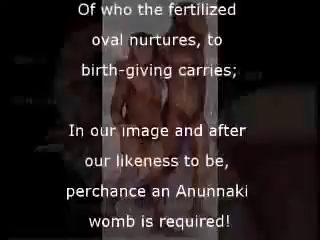 Of who the fertilized
oval nurtures, to
birth-giving carries;
In our image and after
our likeness to be,
perchance an Anunnaki
womb is required!